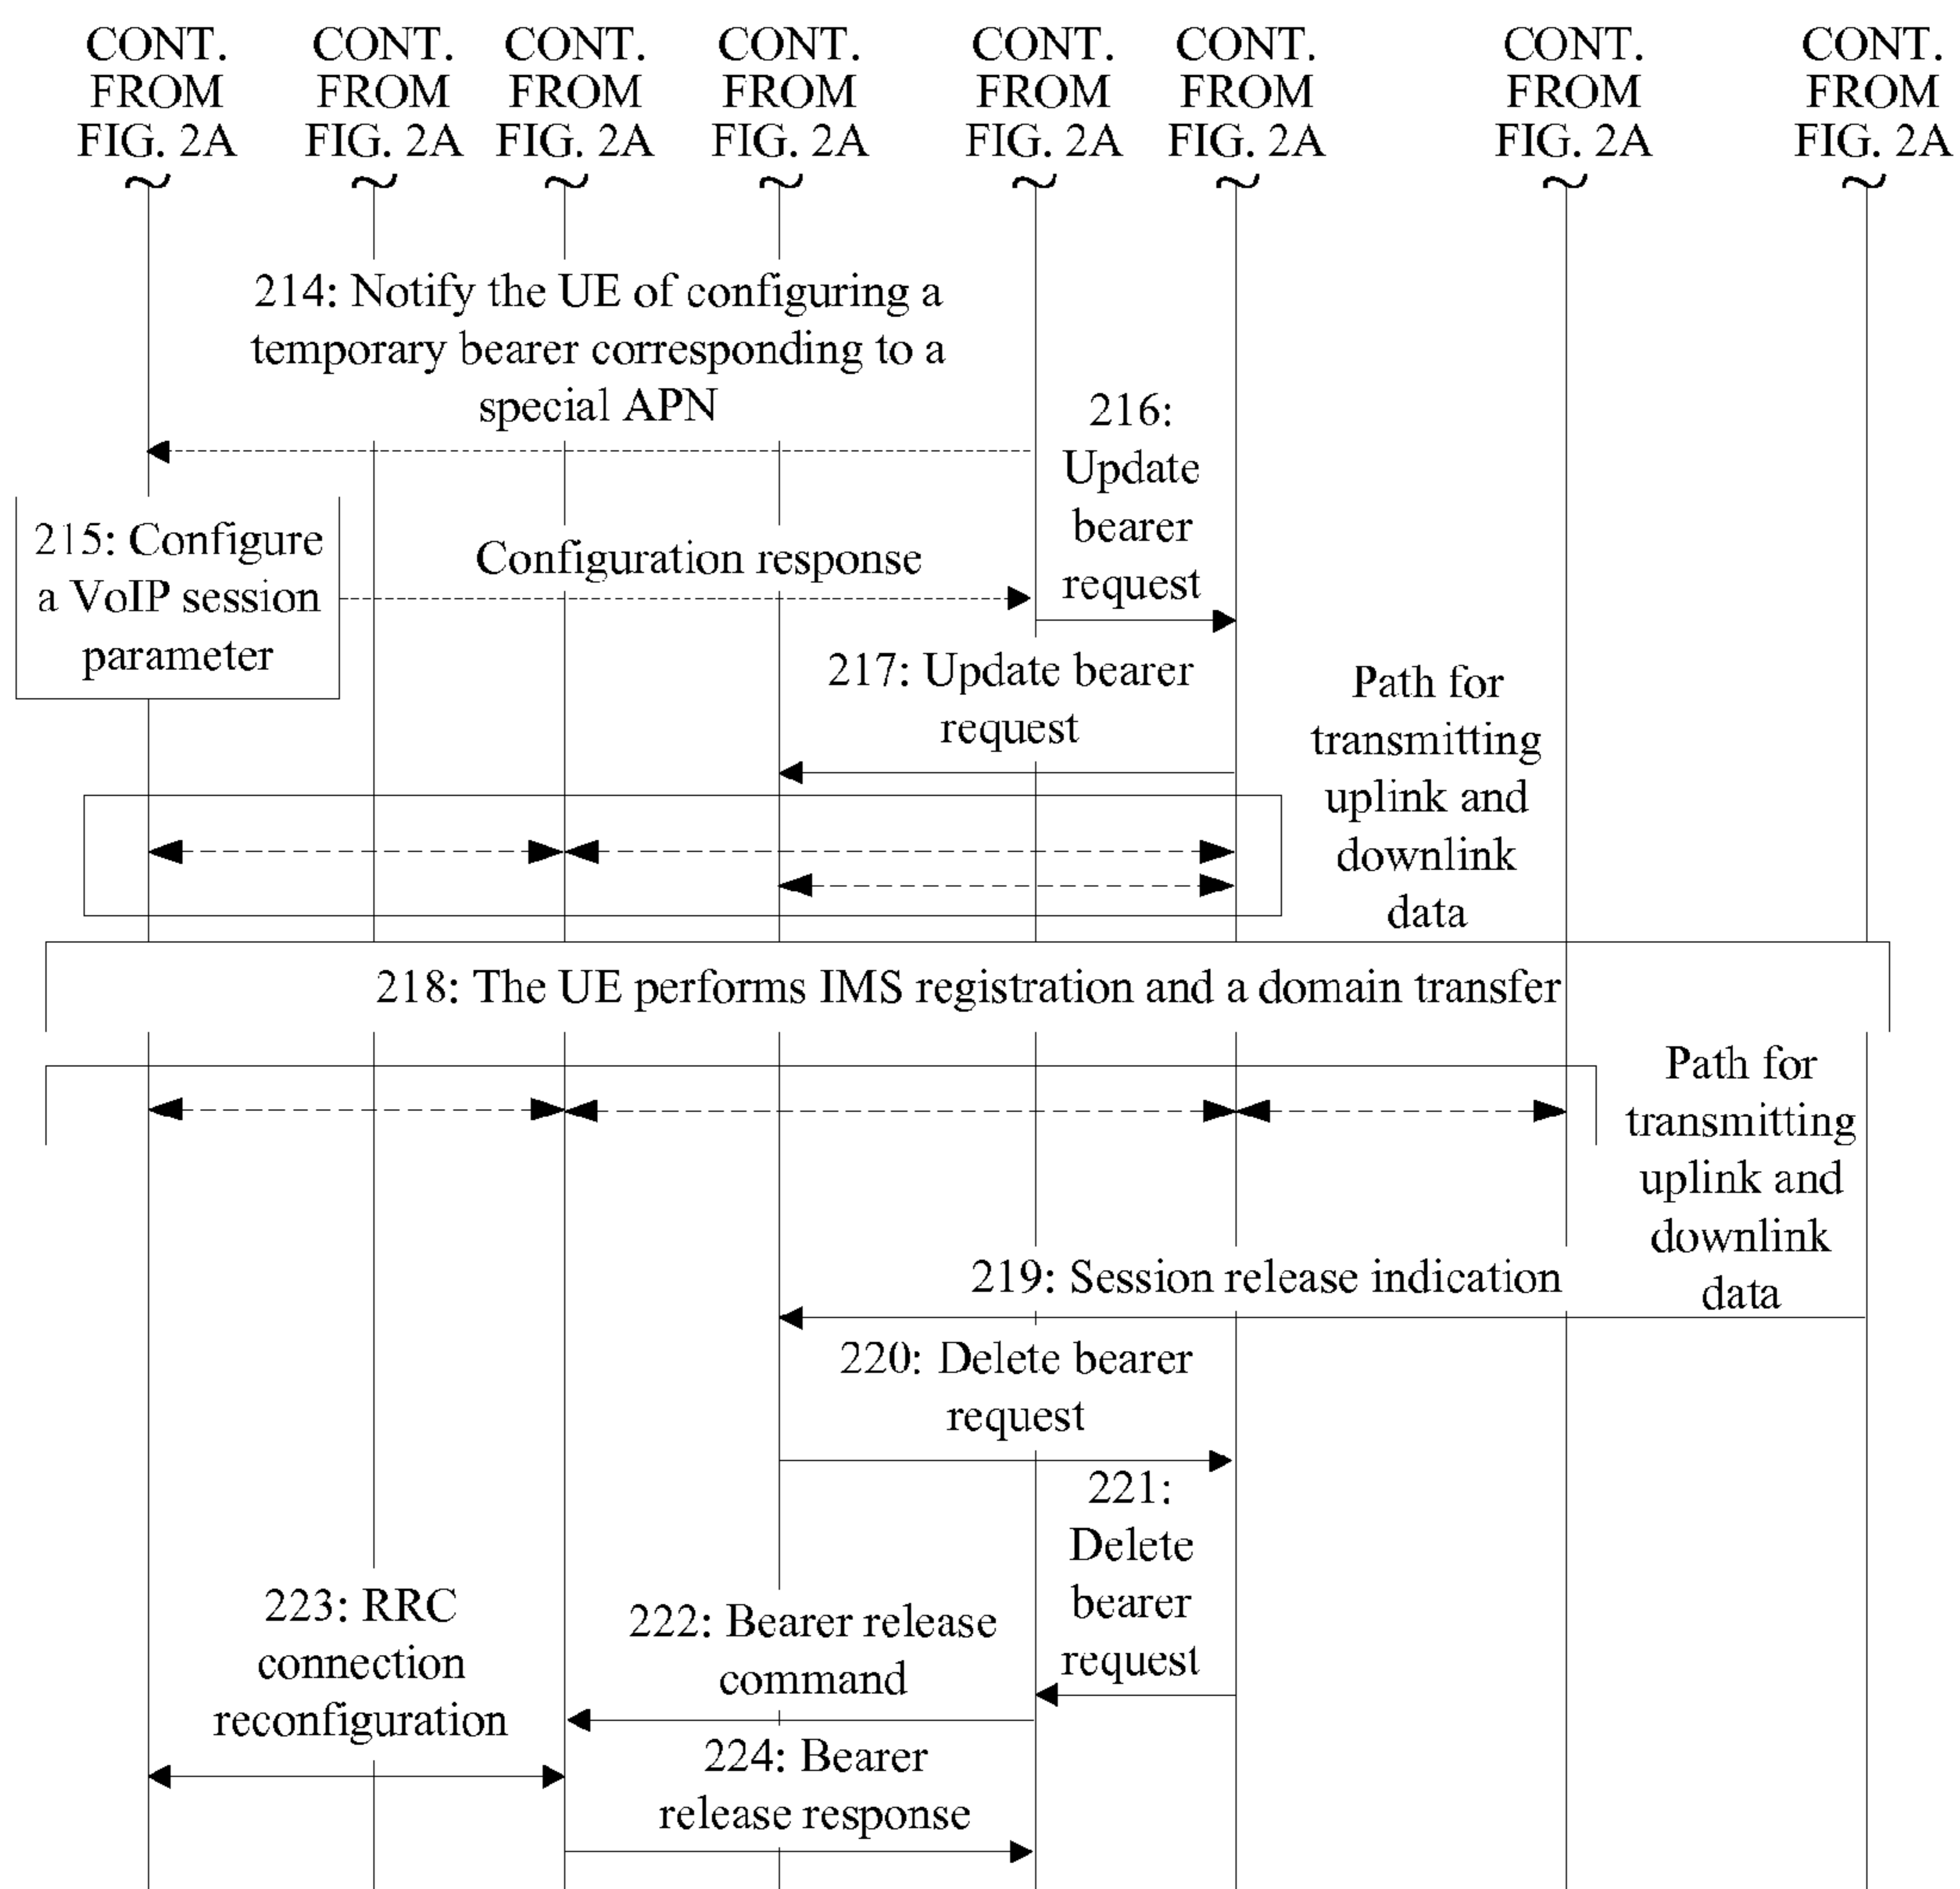 CONT. CONT. CONT. CONT. CONT. CONT. CONT. CONT.
FROM FROM FROM FROM FROM FROM FROM FROM
FIG. 2A FIG. 2A FIG. 2A FIG. 2A FIG. 2A FIG. 2A FIG. 2A FIG. 2A
214: Notify the UE of configuring a
temporary bearer corresponding to a
special APN
216:
Update
bearer
request
215: Configure
a VoIP session
parameter
Configuration response
217: Update bearer
request
Path for
transmitting
uplink and
downlink
data
218: The UE performs IMS registration and a domain transfer
Path for
transmitting
uplink and
downlink
data
219: Session release indication
220: Delete bearer
request
221:
Delete
bearer
request
223: RRC
connection
reconfiguration
222: Bearer release
command
224: Bearer
release response